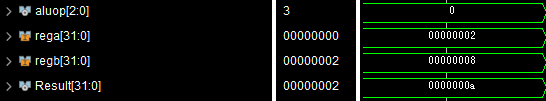 aluop[2:0] 3 0
rega[31:0] 00000000 00000002
regb[31:0] 00000002 00000008
Result[31:0] 00000002 0000000a